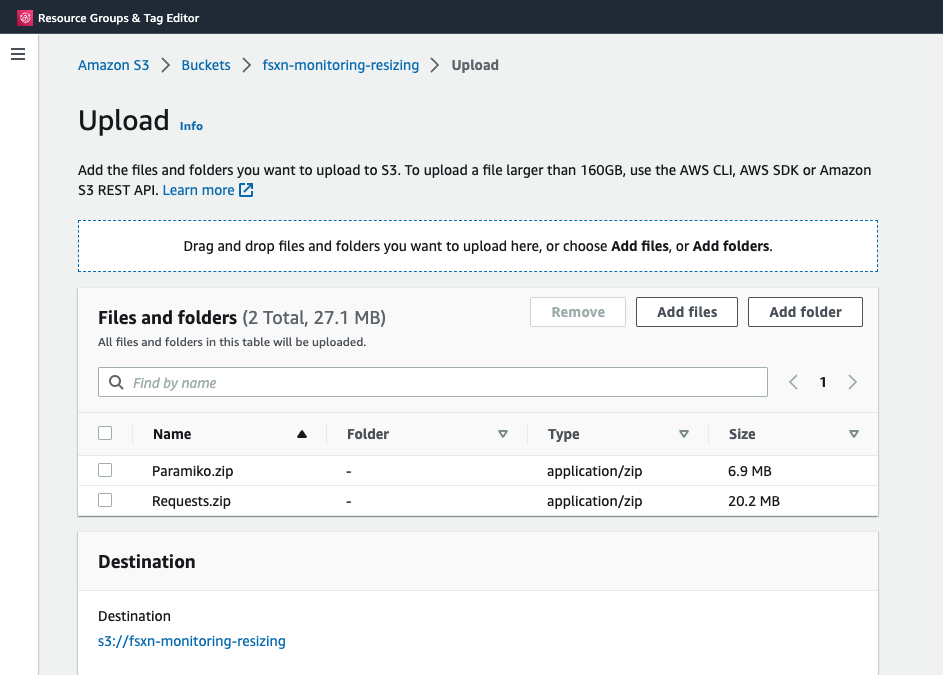 Resource Groups & Tag Editor
Amazon S3 > Buckets > fsxn-monitoring-resizing > Upload
Upload Info
Add the files and folders you want to upload to S3. To upload a file larger than 160GB, use the AWS CLI, AWS SDK or Amazon
S3 REST API. Learn more
Drag and drop files and folders you want to upload here, or choose Add files, or Add folders.
Files and folders (2 Total, 27.1 MB)
Remove Add files Add folder
All files and folders in this table will be uploaded.
Find by name
1
Name Folder Type Size
Paramiko.zip - application/zip 6.9 MB
Requests.zip - application/zip 20.2 MB
Destination
Destination
s3://fsxn-monitoring-resizing